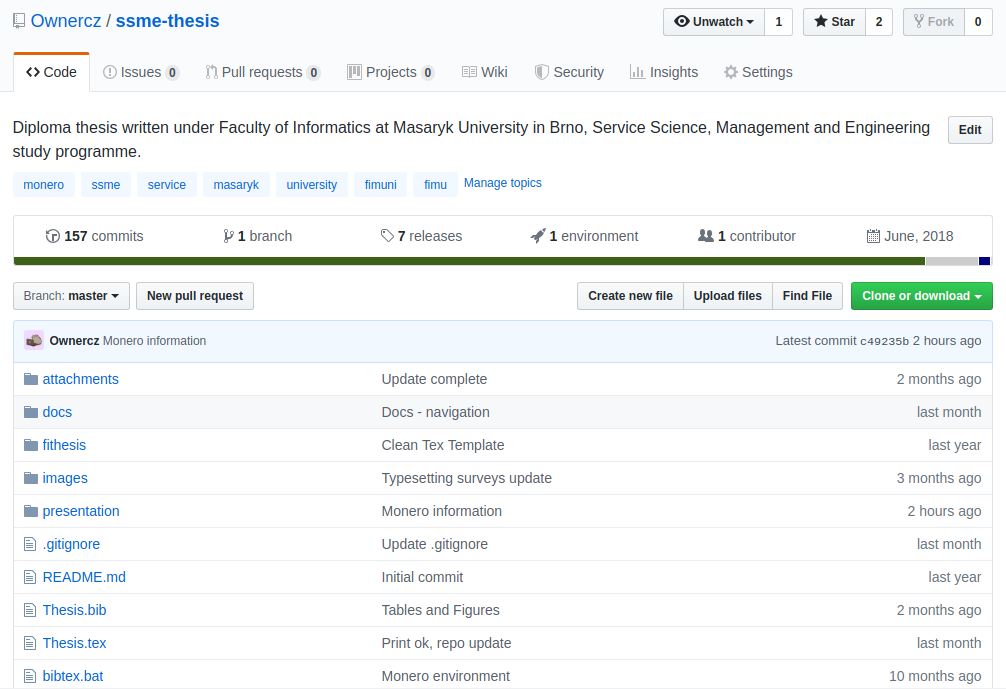 Ownercz / ssme-thesis
Unwatch 1 Star 2 Fork 0
Code Issues 0 Pull requests 0 Projects 0 Wiki Security Insights Settings
Diploma thesis written under Faculty of Informatics at Masaryk University in Brno, Service Science, Management and Engineering
study programme.
Edit
monero ssme service masaryk university fimuni fimu Manage topics
157 commits 1 branch 7 releases 1 environment 1 contributor June, 2018
Branch: master New pull request Create new file Upload files Find File Clone or download
Ownercz Monero information Latest commit c49235b 2 hours ago
attachments Update complete 2 months ago
docs Docs - navigation last month
fithesis Clean Tex Template last year
images Typesetting surveys update 3 months ago
presentation Monero information 2 hours ago
.gitignore Update .gitignore last month
README.md Initial commit last year
Thesis.bib Tables and Figures 2 months ago
Thesis.tex Print ok, repo update last month
bibtex.bat Monero environment 10 months ago